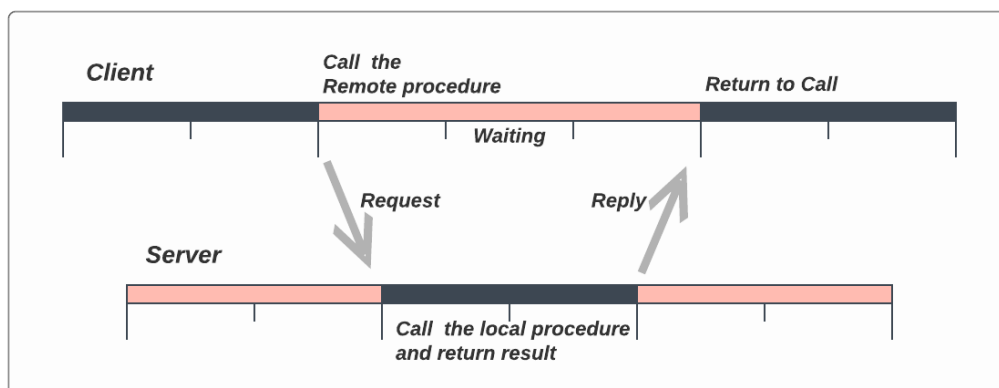 Client
Call the
Remote procedure
Return to Call
Waiting
Request
Reply
Server
Call the local procedure
and return result